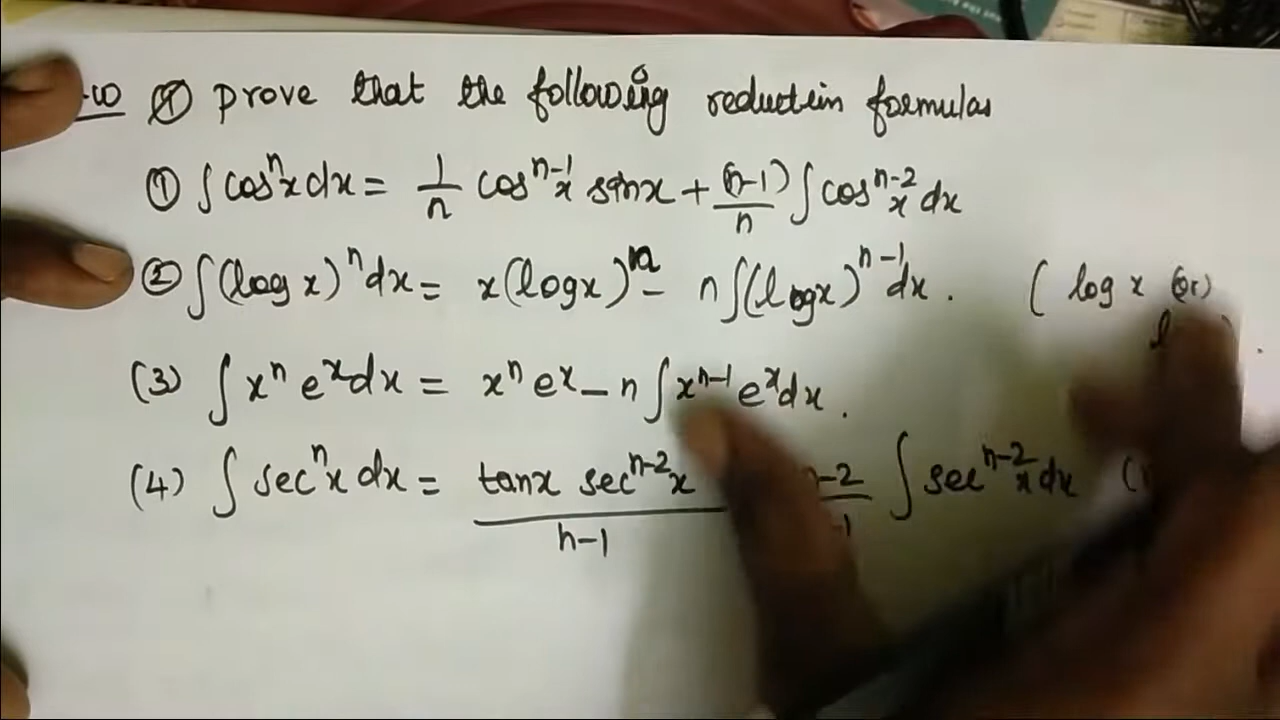 ④ prove that the following reduction formulas
① ∫ cosⁿx dx = 1/n cosⁿ⁻¹x sinx + (n-1)/n ∫ cosⁿ⁻²x dx
② ∫(log x)ⁿ dx = x(logx)ⁿ - n∫(logx)ⁿ⁻¹ dx. ( log x (or)
(3) ∫ xⁿ eˣ dx = xⁿ eˣ - n ∫ xⁿ⁻¹ eˣ dx.
(4) ∫ secⁿx dx = tanx secⁿ⁻²x / n-1 -2 ∫ secⁿ⁻²x dx (